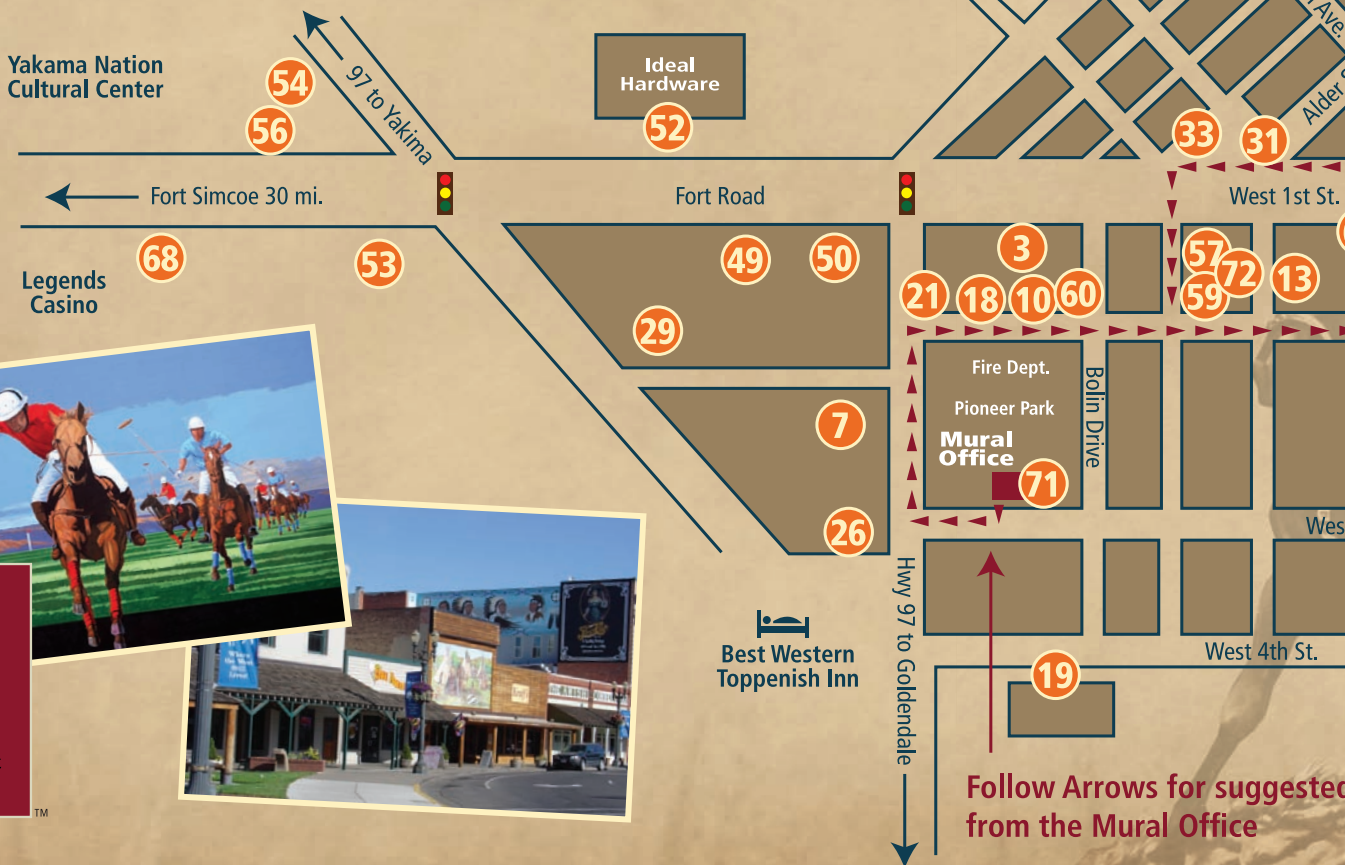 Yakama Nation
Cultural Center
54
56
97 to Yakima
Ideal
Hardware
52
Ave.
Alder
33
31
Fort Simcoe 30 mi.
Fort Road
West 1st St.
68
53
Legends
Casino
49
50
29
3
21
18
10
60
57
72
59
13
Fire Dept.
Pioneer Park
Mural
Office
71
Bolin Drive
7
26
Hwy 97 to Goldendale
Best Western
Toppenish Inn
West 4th St.
19
Follow Arrows for suggested
from the Mural Office
TM